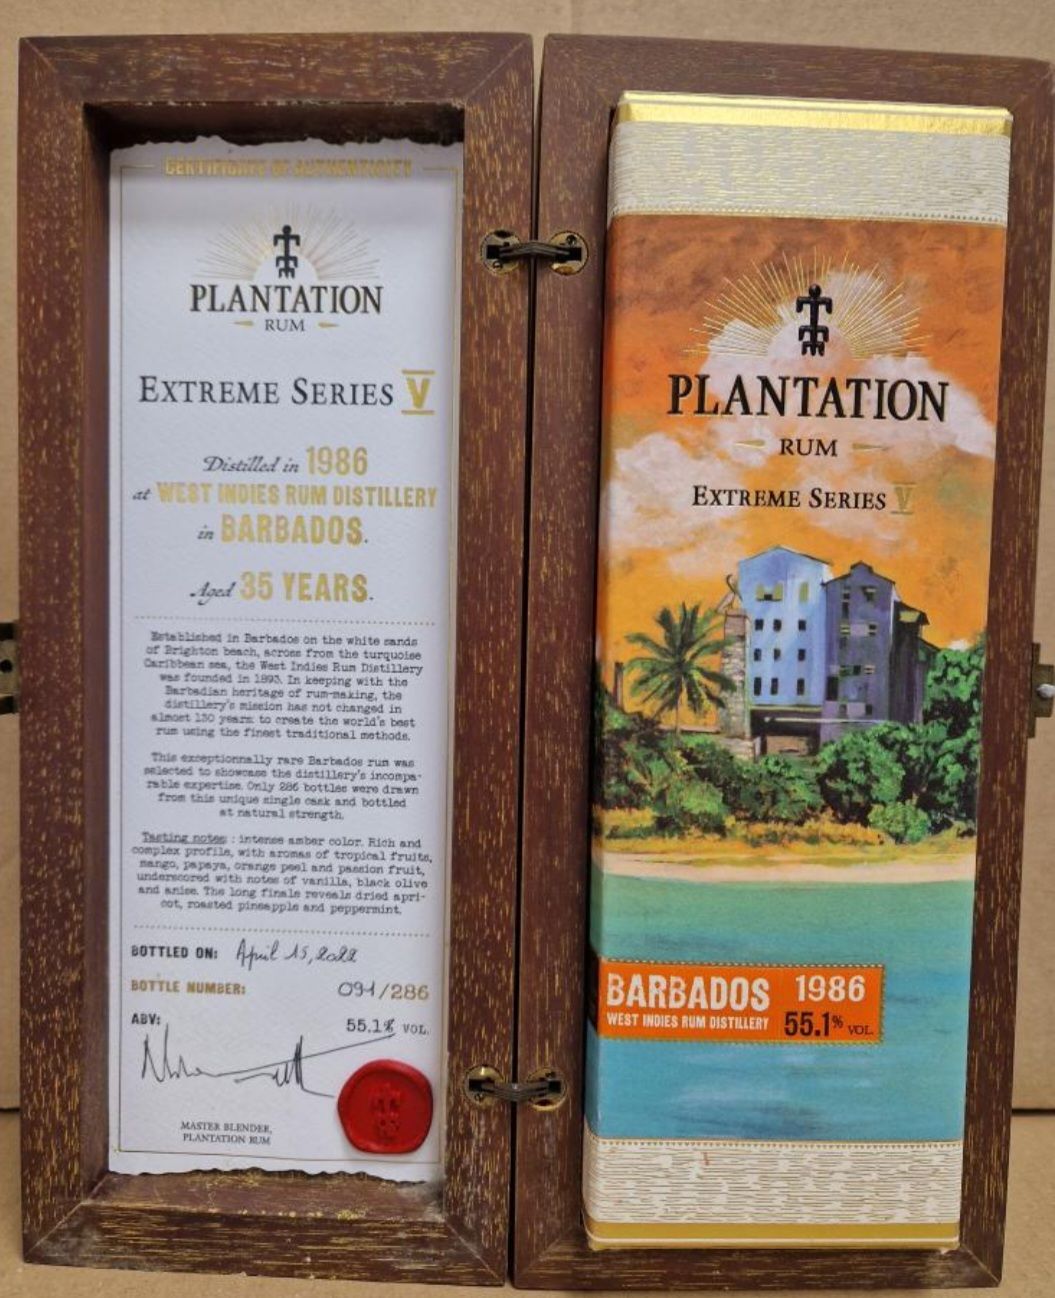 CERTIFICATE OF AUTHENTICITY
PLANTATION
RUM
EXTREME SERIES V
Distilled in 1986
at WEST INDIES RUM DISTILLERY
in BARBADOS.
Aged 35 YEARS.
Established in Barbados on the white sands
of Brighton beach, across from the turquoise
Caribbean sea, the West Indies Rum Distillery
was founded in 1893. In keeping with the
Barbadian heritage of rum-making, the
distillery's mission has not changed in
almost 130 years: to create the world's best
rum using the finest traditional methods.
This exceptionnally rare Barbados rum was
selected to showcase the distillery's incompa-
rable expertise. Only 286 bottles were drawn
from this unique single cask and bottled
at natural strength.
Tasting notes : intense amber color. Rich and
complex profile, with aromas of tropical fruits,
mango, papaya, orange peel and passion fruit,
underscored with notes of vanilla, black olive
and anise. The long finale reveals dried apri-
cot, roasted pineapple and peppermint.
BOTTLED ON: April 15, 2022
BOTTLE NUMBER: 091/286
ABV: 55.1% VOL.
MASTER BLENDER,
PLANTATION RUM
PLANTATION
RUM
EXTREME SERIES V
BARBADOS 1986
WEST INDIES RUM DISTILLERY 55.1% VOL.